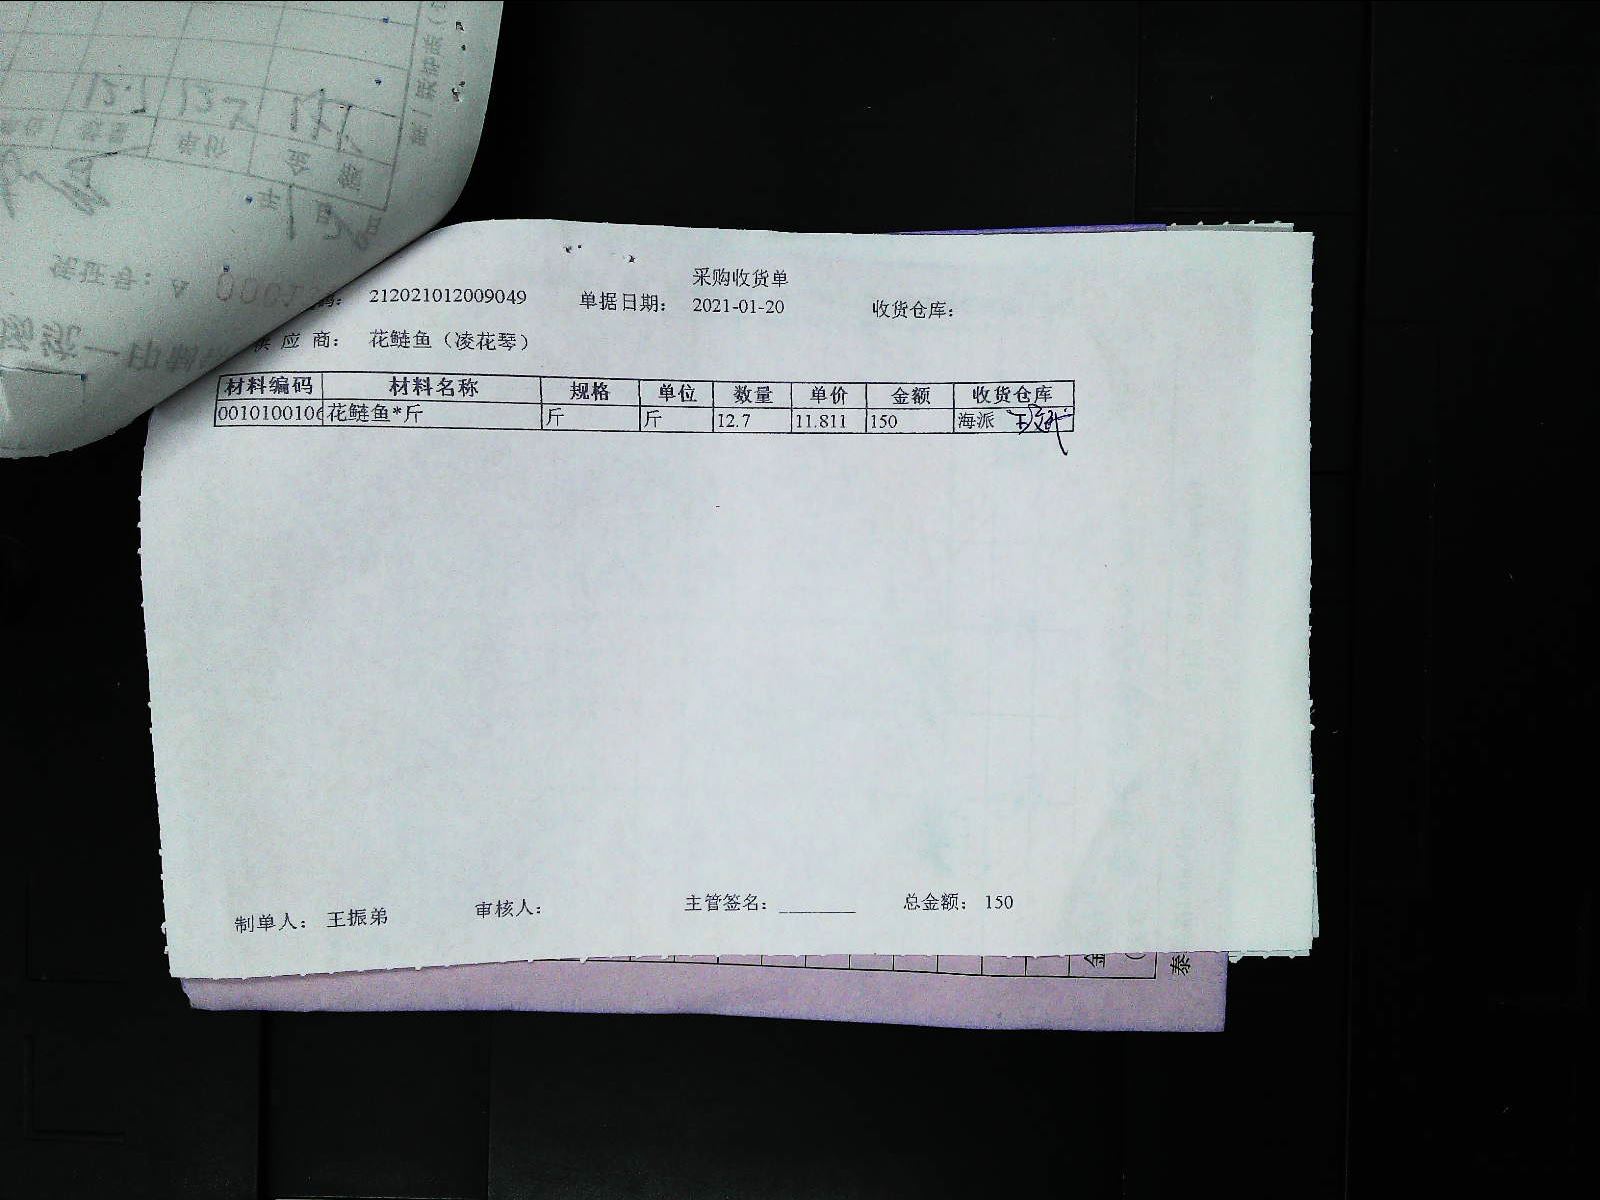 采购收货单
212021012009049 单据日期: 2021-01-20 收货仓库:
供 应 商: 花鲢鱼（凌花琴）
材料编码 材料名称 规格 单位 数量 单价 金额 收货仓库
0010100106 花鲢鱼*斤 斤 斤 12.7 11.811 150 海派
制单人: 王振弟 审核人: 主管签名: ________ 总金额: 150
金
泰